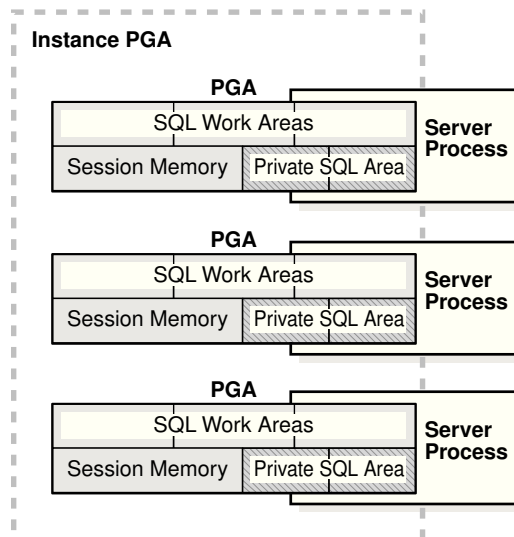 Instance PGA
PGA
SQL Work Areas
Server
Process
Session Memory
Private SQL Area
PGA
SQL Work Areas
Server
Process
Session Memory
Private SQL Area
PGA
SQL Work Areas
Server
Process
Session Memory
Private SQL Area